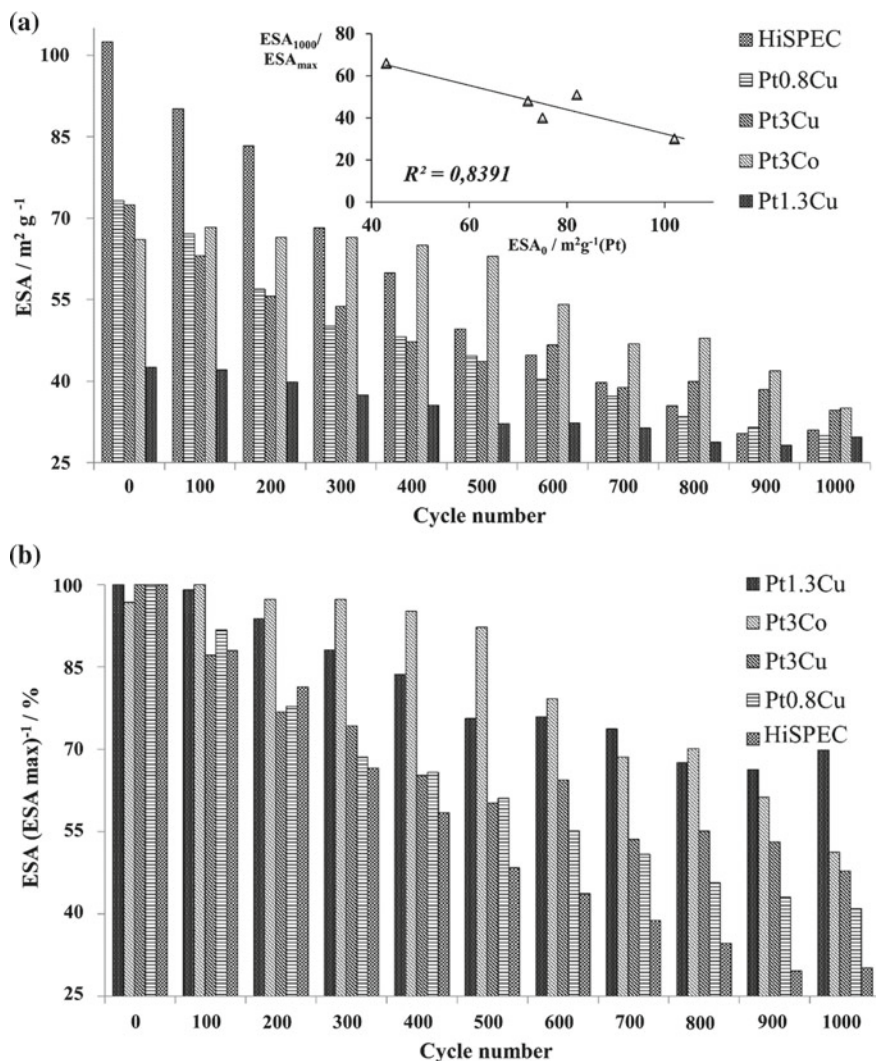 (a)
100
85
70
55
40
25
ESA / m² g⁻¹
ESA₁₀₀₀/
ESAₘₐₓ
80
60
40
20
0
R² = 0,8391
40 60 80 100
ESA₀ / m²g⁻¹(Pt)
HiSPEC
Pt0.8Cu
Pt3Cu
Pt3Co
Pt1.3Cu
0 100 200 300 400 500 600 700 800 900 1000
Cycle number
(b)
100
85
70
55
40
25
ESA (ESA max)⁻¹ / %
Pt1.3Cu
Pt3Co
Pt3Cu
Pt0.8Cu
HiSPEC
0 100 200 300 400 500 600 700 800 900 1000
Cycle number